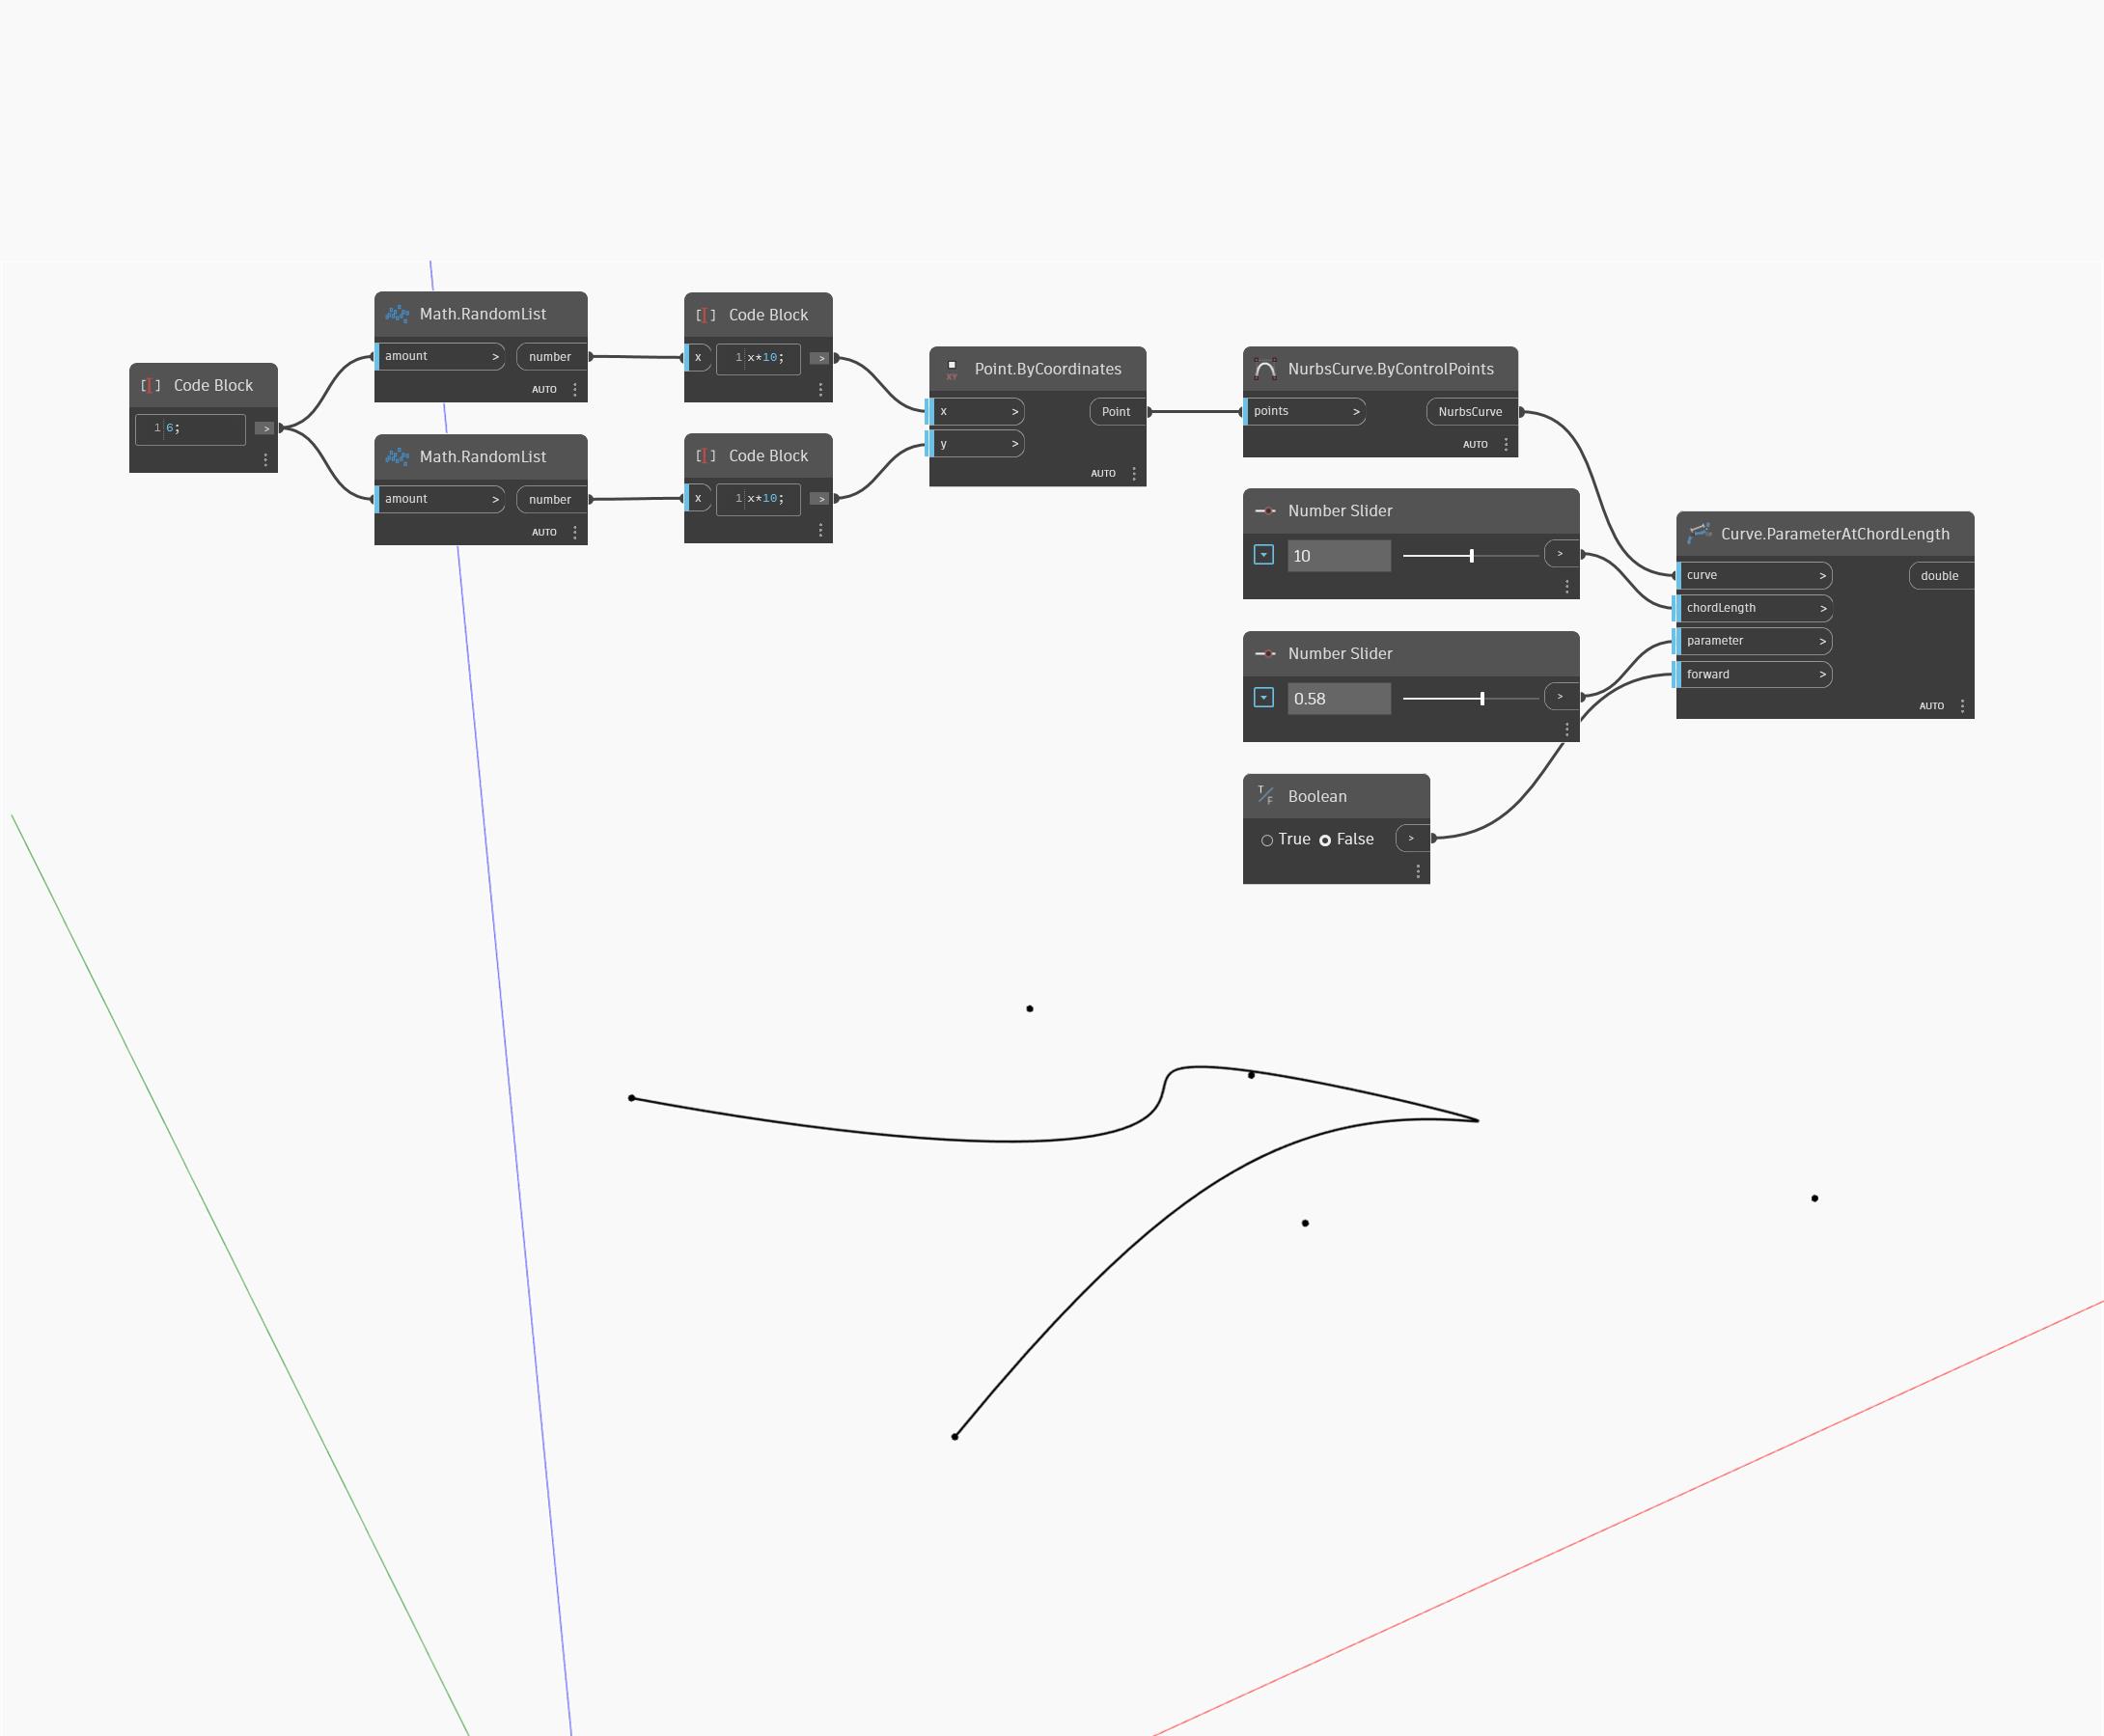 Code Block
1 6;
>
Math.RandomList
amount > number
AUTO
Math.RandomList
amount > number
AUTO
Code Block
x 1 x*10; >
Code Block
x 1 x*10; >
XY Point.ByCoordinates
x > Point
y >
AUTO
NurbsCurve.ByControlPoints
points > NurbsCurve
AUTO
Number Slider
10 >
Number Slider
0.58 >
T/F Boolean
True False >
Curve.ParameterAtChordLength
curve > double
chordLength >
parameter >
forward >
AUTO